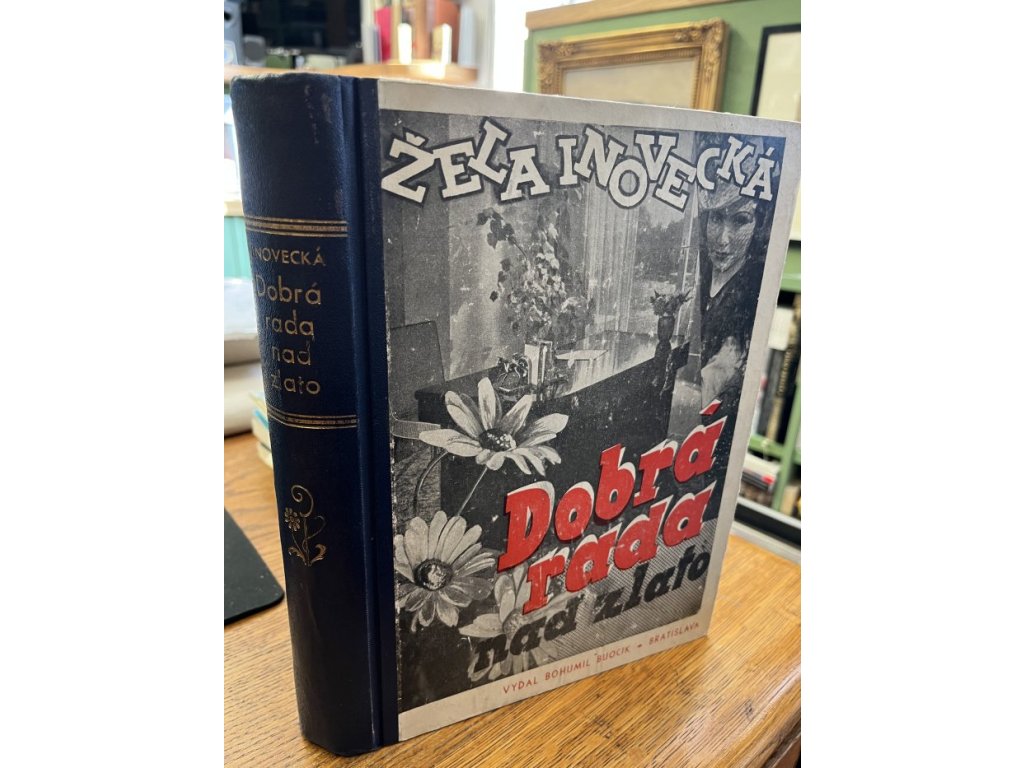 INOVECKÁ
Dobrá
rada
nad
zlato
ŽELA INOVECKÁ
Dobrá
rada
nad zlato
VYDAL BOHUMIL BUOCIK BRATISLAVA